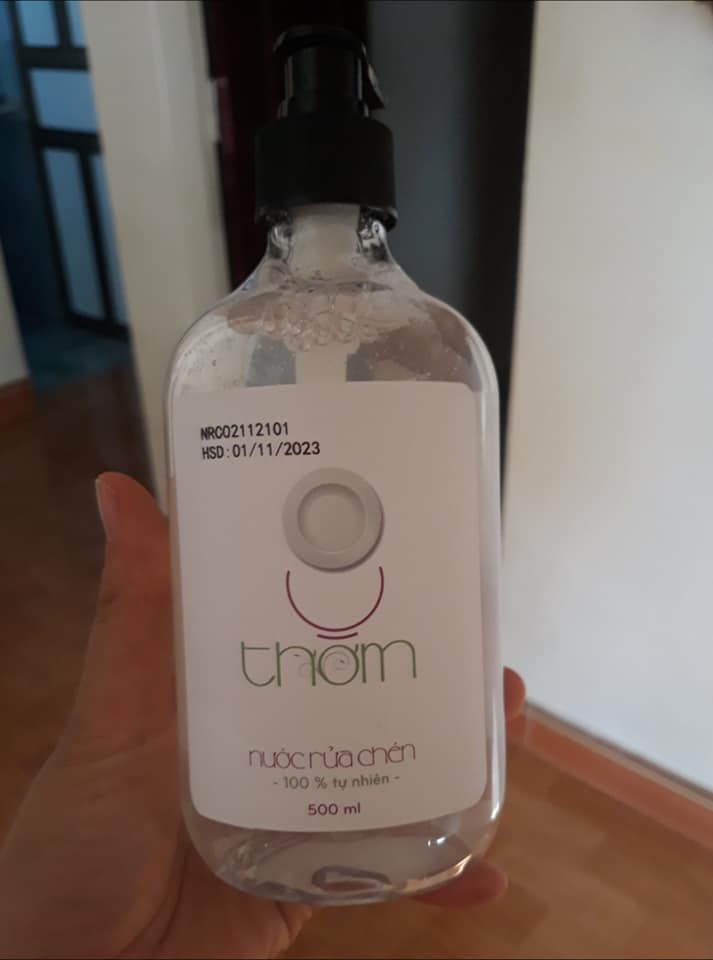 NRC02112101
HSD:01/11/2023
thơm
nước rửa chén
- 100 % tự nhiên -
500 ml